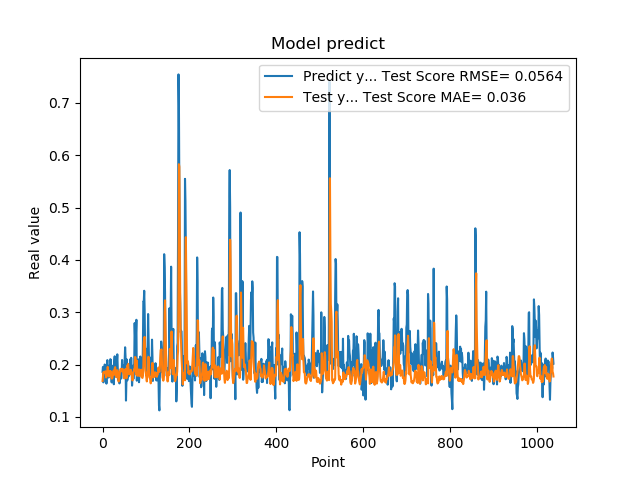 Model predict
Predict y... Test Score RMSE= 0.0564
Test y... Test Score MAE= 0.036
Real value
0.7
0.6
0.5
0.4
0.3
0.2
0.1
0 200 400 600 800 1000
Point